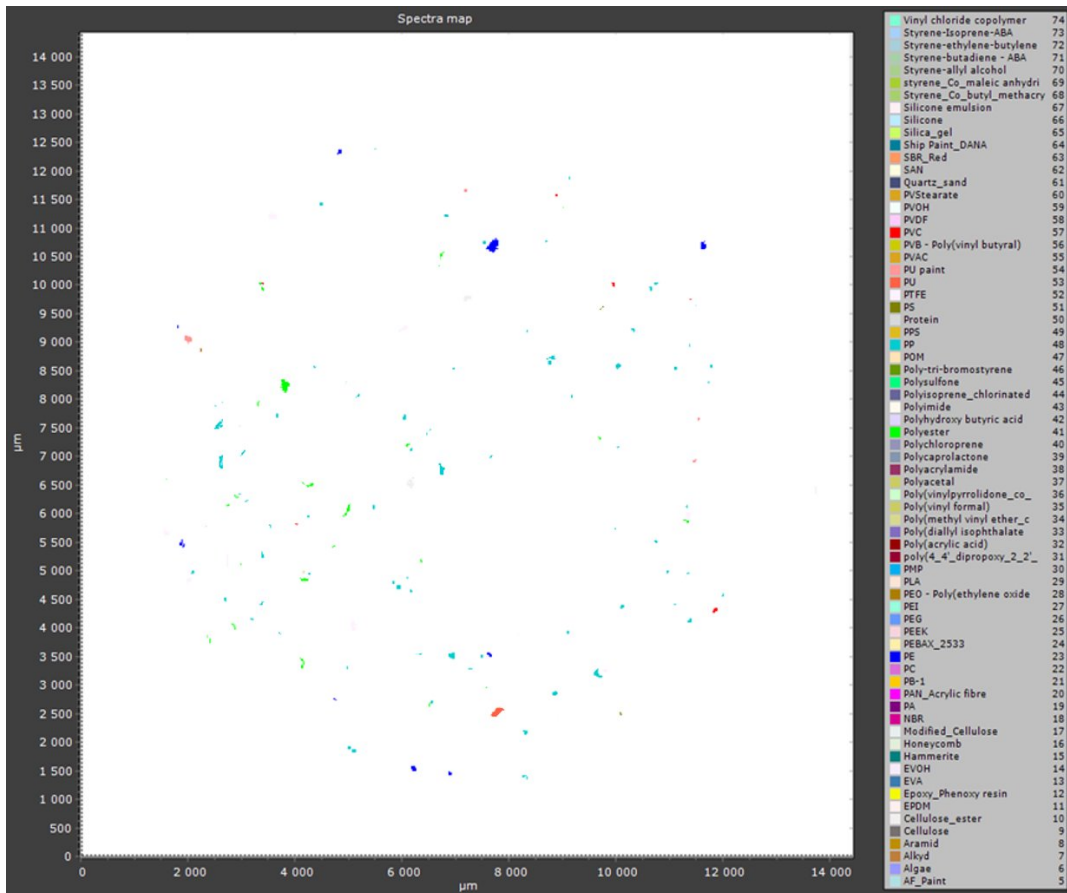 Spectra map
14 000
13 500
13 000
12 500
12 000
11 500
11 000
10 500
10 000
9 500
9 000
8 500
8 000
7 500
7 000
6 500
6 000
5 500
5 000
4 500
4 000
3 500
3 000
2 500
2 000
1 500
1 000
500
0
µm
0
2 000
4 000
6 000
8 000
10 000
12 000
14 000
µm
Vinyl chloride copolymer 74
Styrene-Isoprene-ABA 73
Styrene-ethylene-butylene 72
Styrene-butadiene - ABA 71
Styrene-allyl alcohol 70
styrene_Co_maleic anhydri 69
Styrene_Co_butyl_methacry 68
Silicone emulsion 67
Silicone 66
Silica_gel 65
Ship Paint_DANA 64
SBR_Red 63
SAN 62
Quartz_sand 61
PVStearate 60
PVOH 59
PVDF 58
PVC 57
PVB - Poly(vinyl butyral) 56
PVAC 55
PU paint 54
PU 53
PTFE 52
PS 51
Protein 50
PPS 49
PP 48
POM 47
Poly-tri-bromostyrene 46
Polysulfone 45
Polyisoprene_chlorinated 44
Polyimide 43
Polyhydroxy butyric acid 42
Polyester 41
Polychloroprene 40
Polycaprolactone 39
Polyacrylamide 38
Polyacetal 37
Poly(vinylpyrrolidone_co_ 36
Poly(vinyl formal) 35
Poly(methyl vinyl ether_c 34
Poly(diallyl isophthalate 33
Poly(acrylic acid) 32
poly(4_4'_dipropoxy_2_2'_ 31
PMP 30
PLA 29
PEO - Poly(ethylene oxide 28
PEI 27
PEG 26
PEEK 25
PEBAX_2533 24
PE 23
PC 22
PB-1 21
PAN_Acrylic fibre 20
PA 19
NBR 18
Modified_Cellulose 17
Honeycomb 16
Hammerite 15
EVOH 14
EVA 13
Epoxy_Phenoxy resin 12
EPDM 11
Cellulose_ester 10
Cellulose 9
Aramid 8
Alkyd 7
Algae 6
AF_Paint 5